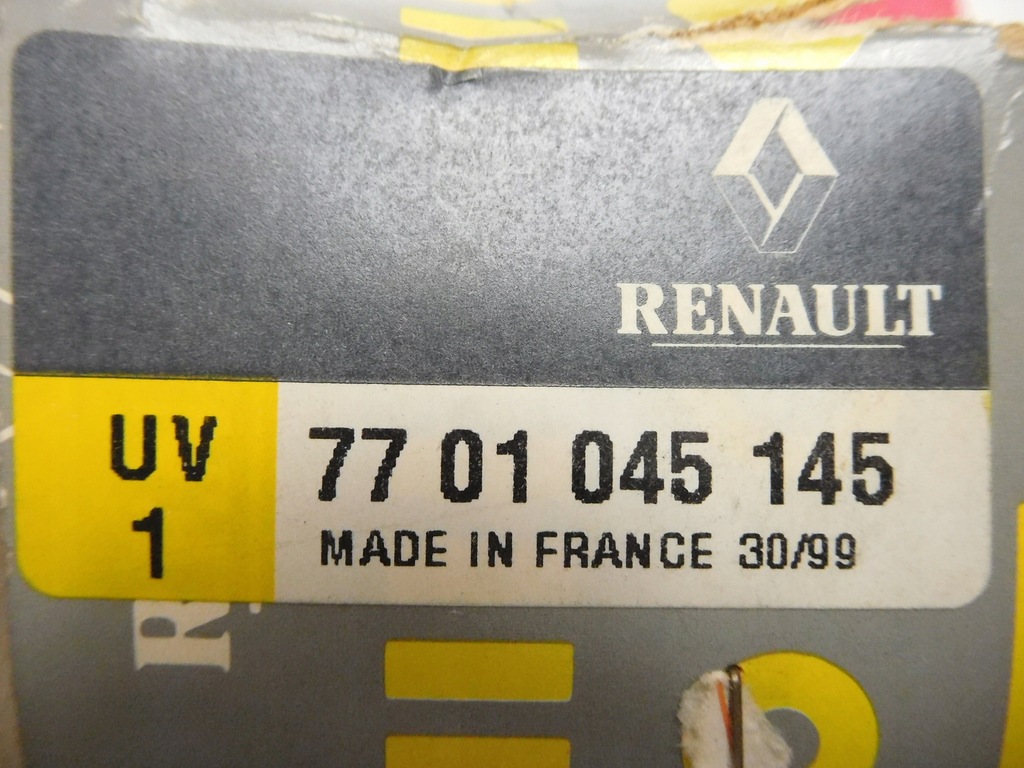 RENAULT
UV
1
77 01 045 145
MADE IN FRANCE 30/99
R